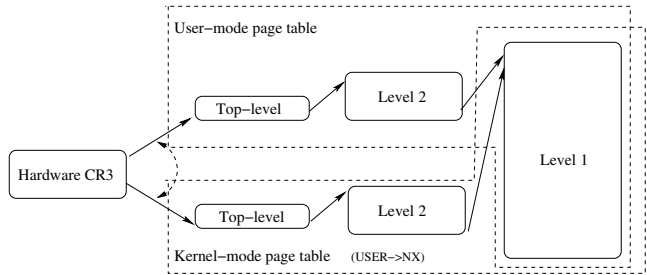 User-mode page table
Top-level
Level 2
Level 1
Hardware CR3
Top-level
Level 2
Kernel-mode page table (USER->NX)